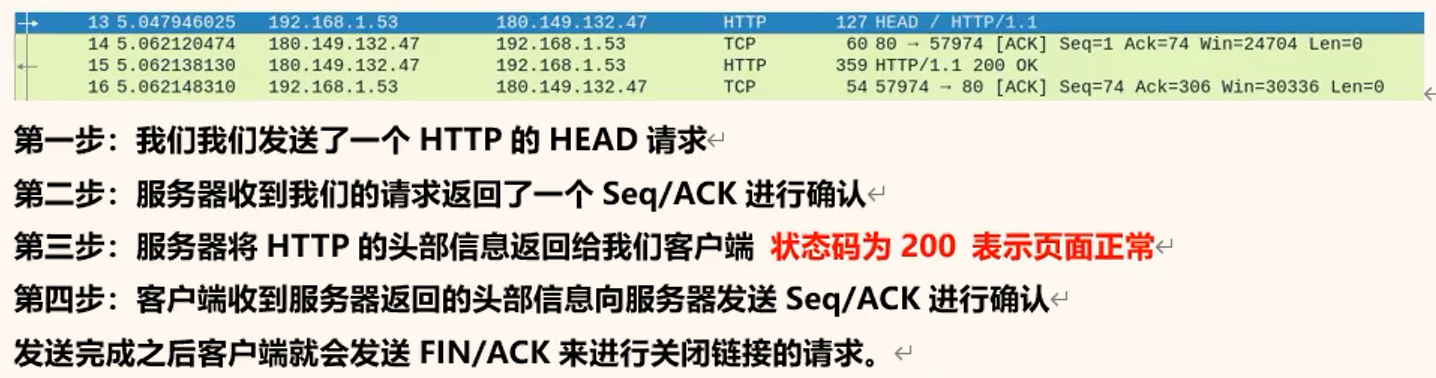 13 5.047946025 192.168.1.53 180.149.132.47 HTTP 127 HEAD / HTTP/1.1
14 5.062120474 180.149.132.47 192.168.1.53 TCP 60 80 → 57974 [ACK] Seq=1 Ack=74 Win=24704 Len=0
15 5.062138130 180.149.132.47 192.168.1.53 HTTP 359 HTTP/1.1 200 OK
16 5.062148310 192.168.1.53 180.149.132.47 TCP 54 57974 → 80 [ACK] Seq=74 Ack=306 Win=30336 Len=0
第一步：我们我们发送了一个 HTTP 的 HEAD 请求
第二步：服务器收到我们的请求返回了一个 Seq/ACK 进行确认
第三步：服务器将 HTTP 的头部信息返回给我们客户端 状态码为 200 表示页面正常
第四步：客户端收到服务器返回的头部信息向服务器发送 Seq/ACK 进行确认
发送完成之后客户端就会发送 FIN/ACK 来进行关闭链接的请求。